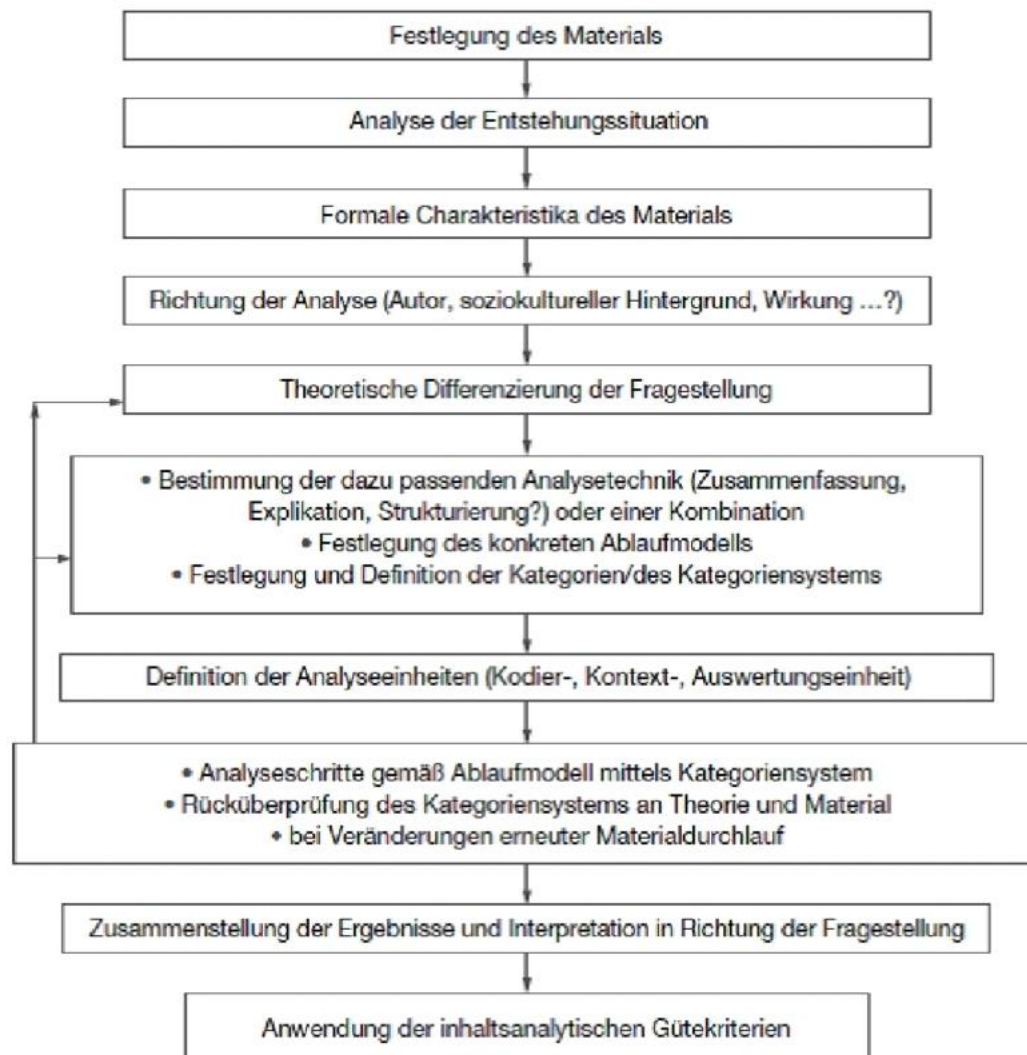 Festlegung des Materials
Analyse der Entstehungssituation
Formale Charakteristika des Materials
Richtung der Analyse (Autor, soziokultureller Hintergrund, Wirkung ...?)
Theoretische Differenzierung der Fragestellung
• Bestimmung der dazu passenden Analysetechnik (Zusammenfassung,
Explikation, Strukturierung?) oder einer Kombination
• Festlegung des konkreten Ablaufmodells
• Festlegung und Definition der Kategorien/des Kategoriensystems
Definition der Analyseeinheiten (Kodier-, Kontext-, Auswertungseinheit)
• Analyseschritte gemäß Ablaufmodell mittels Kategoriensystem
• Rücküberprüfung des Kategoriensystems an Theorie und Material
• bei Veränderungen erneuter Materialdurchlauf
Zusammenstellung der Ergebnisse und Interpretation in Richtung der Fragestellung
Anwendung der inhaltsanalytischen Gütekriterien